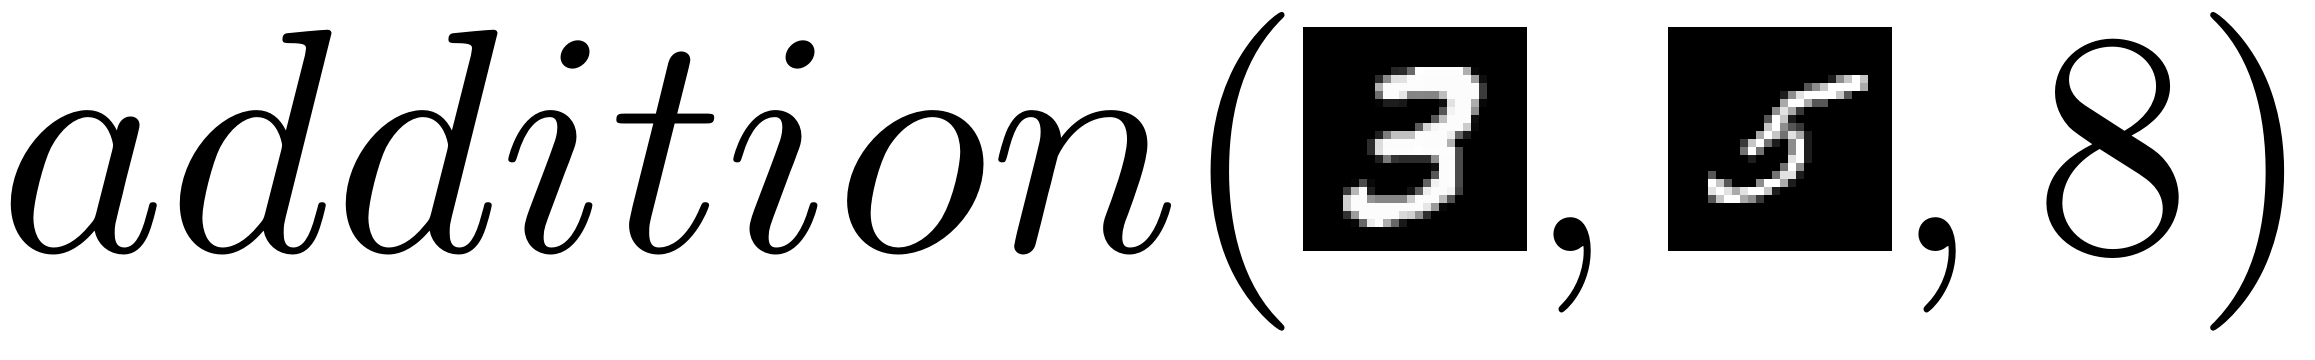 addition(3, 5, 8)